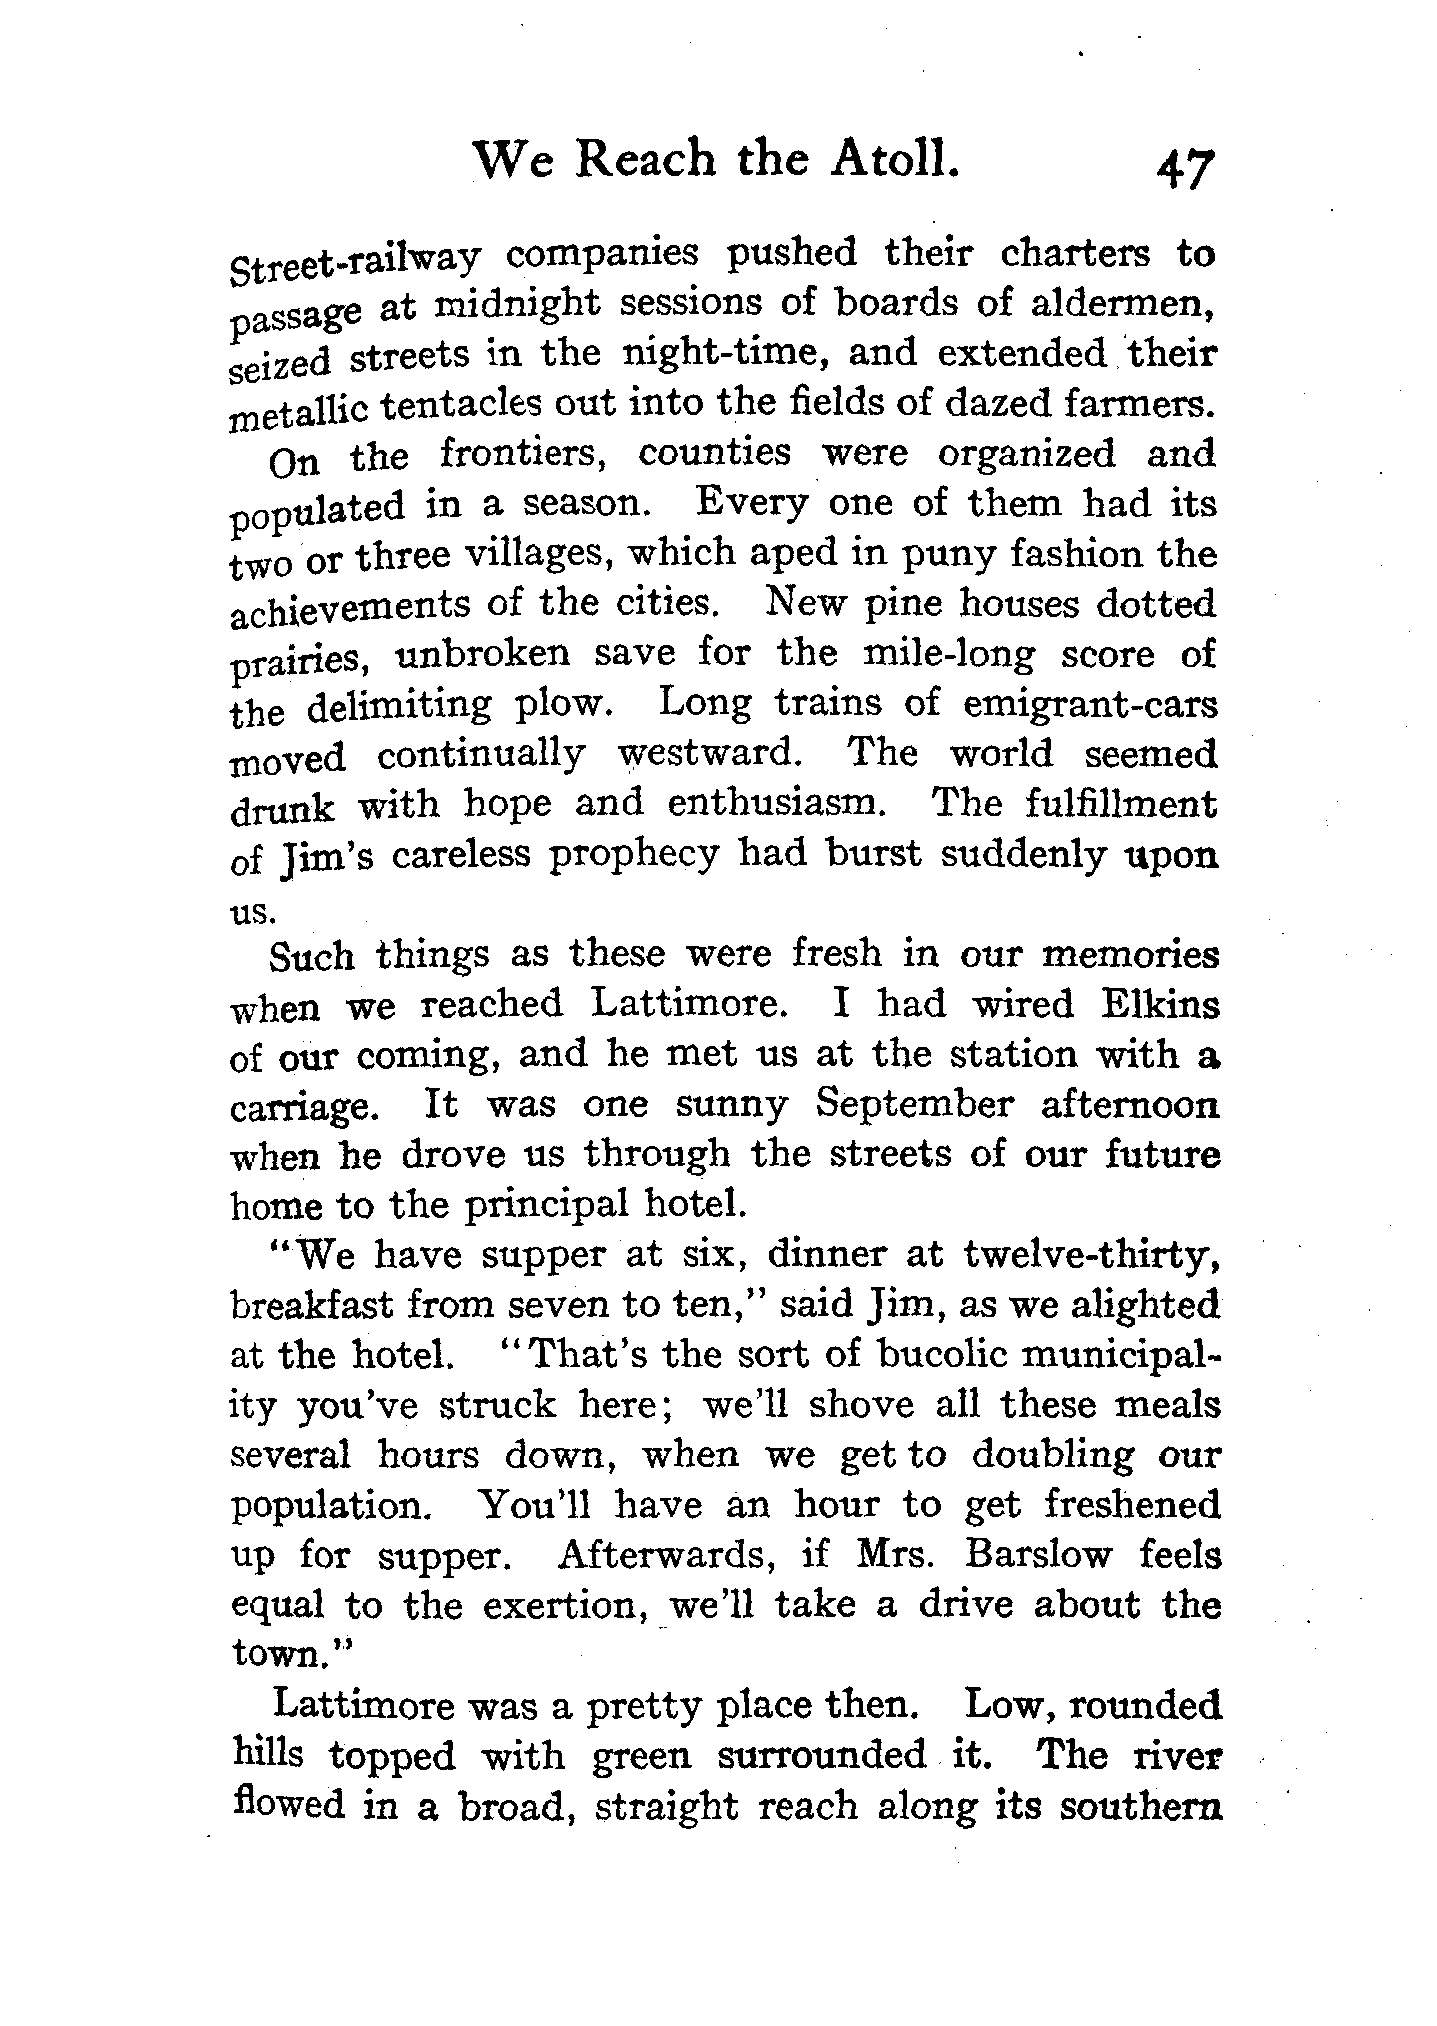 We Reach the Atoll. 47
Street-railway companies pushed their charters to
passage at midnight sessions of boards of aldermen,
seized streets in the night-time, and extended their
metallic tentacles out into the fields of dazed farmers.
On the frontiers, counties were organized and
populated in a season. Every one of them had its
two or three villages, which aped in puny fashion the
achievements of the cities. New pine houses dotted
prairies, unbroken save for the mile-long score of
the delimiting plow. Long trains of emigrant-cars
moved continually westward. The world seemed
drunk with hope and enthusiasm. The fulfillment
of Jim's careless prophecy had burst suddenly upon
us.
Such things as these were fresh in our memories
when we reached Lattimore. I had wired Elkins
of our coming, and he met us at the station with a
carriage. It was one sunny September afternoon
when he drove us through the streets of our future
home to the principal hotel.
"We have supper at six, dinner at twelve-thirty,
breakfast from seven to ten," said Jim, as we alighted
at the hotel. "That's the sort of bucolic municipal-
ity you've struck here; we'll shove all these meals
several hours down, when we get to doubling our
population. You'll have an hour to get freshened
up for supper. Afterwards, if Mrs. Barslow feels
equal to the exertion, we'll take a drive about the
town."
Lattimore was a pretty place then. Low, rounded
hills topped with green surrounded it. The river
flowed in a broad, straight reach along its southern